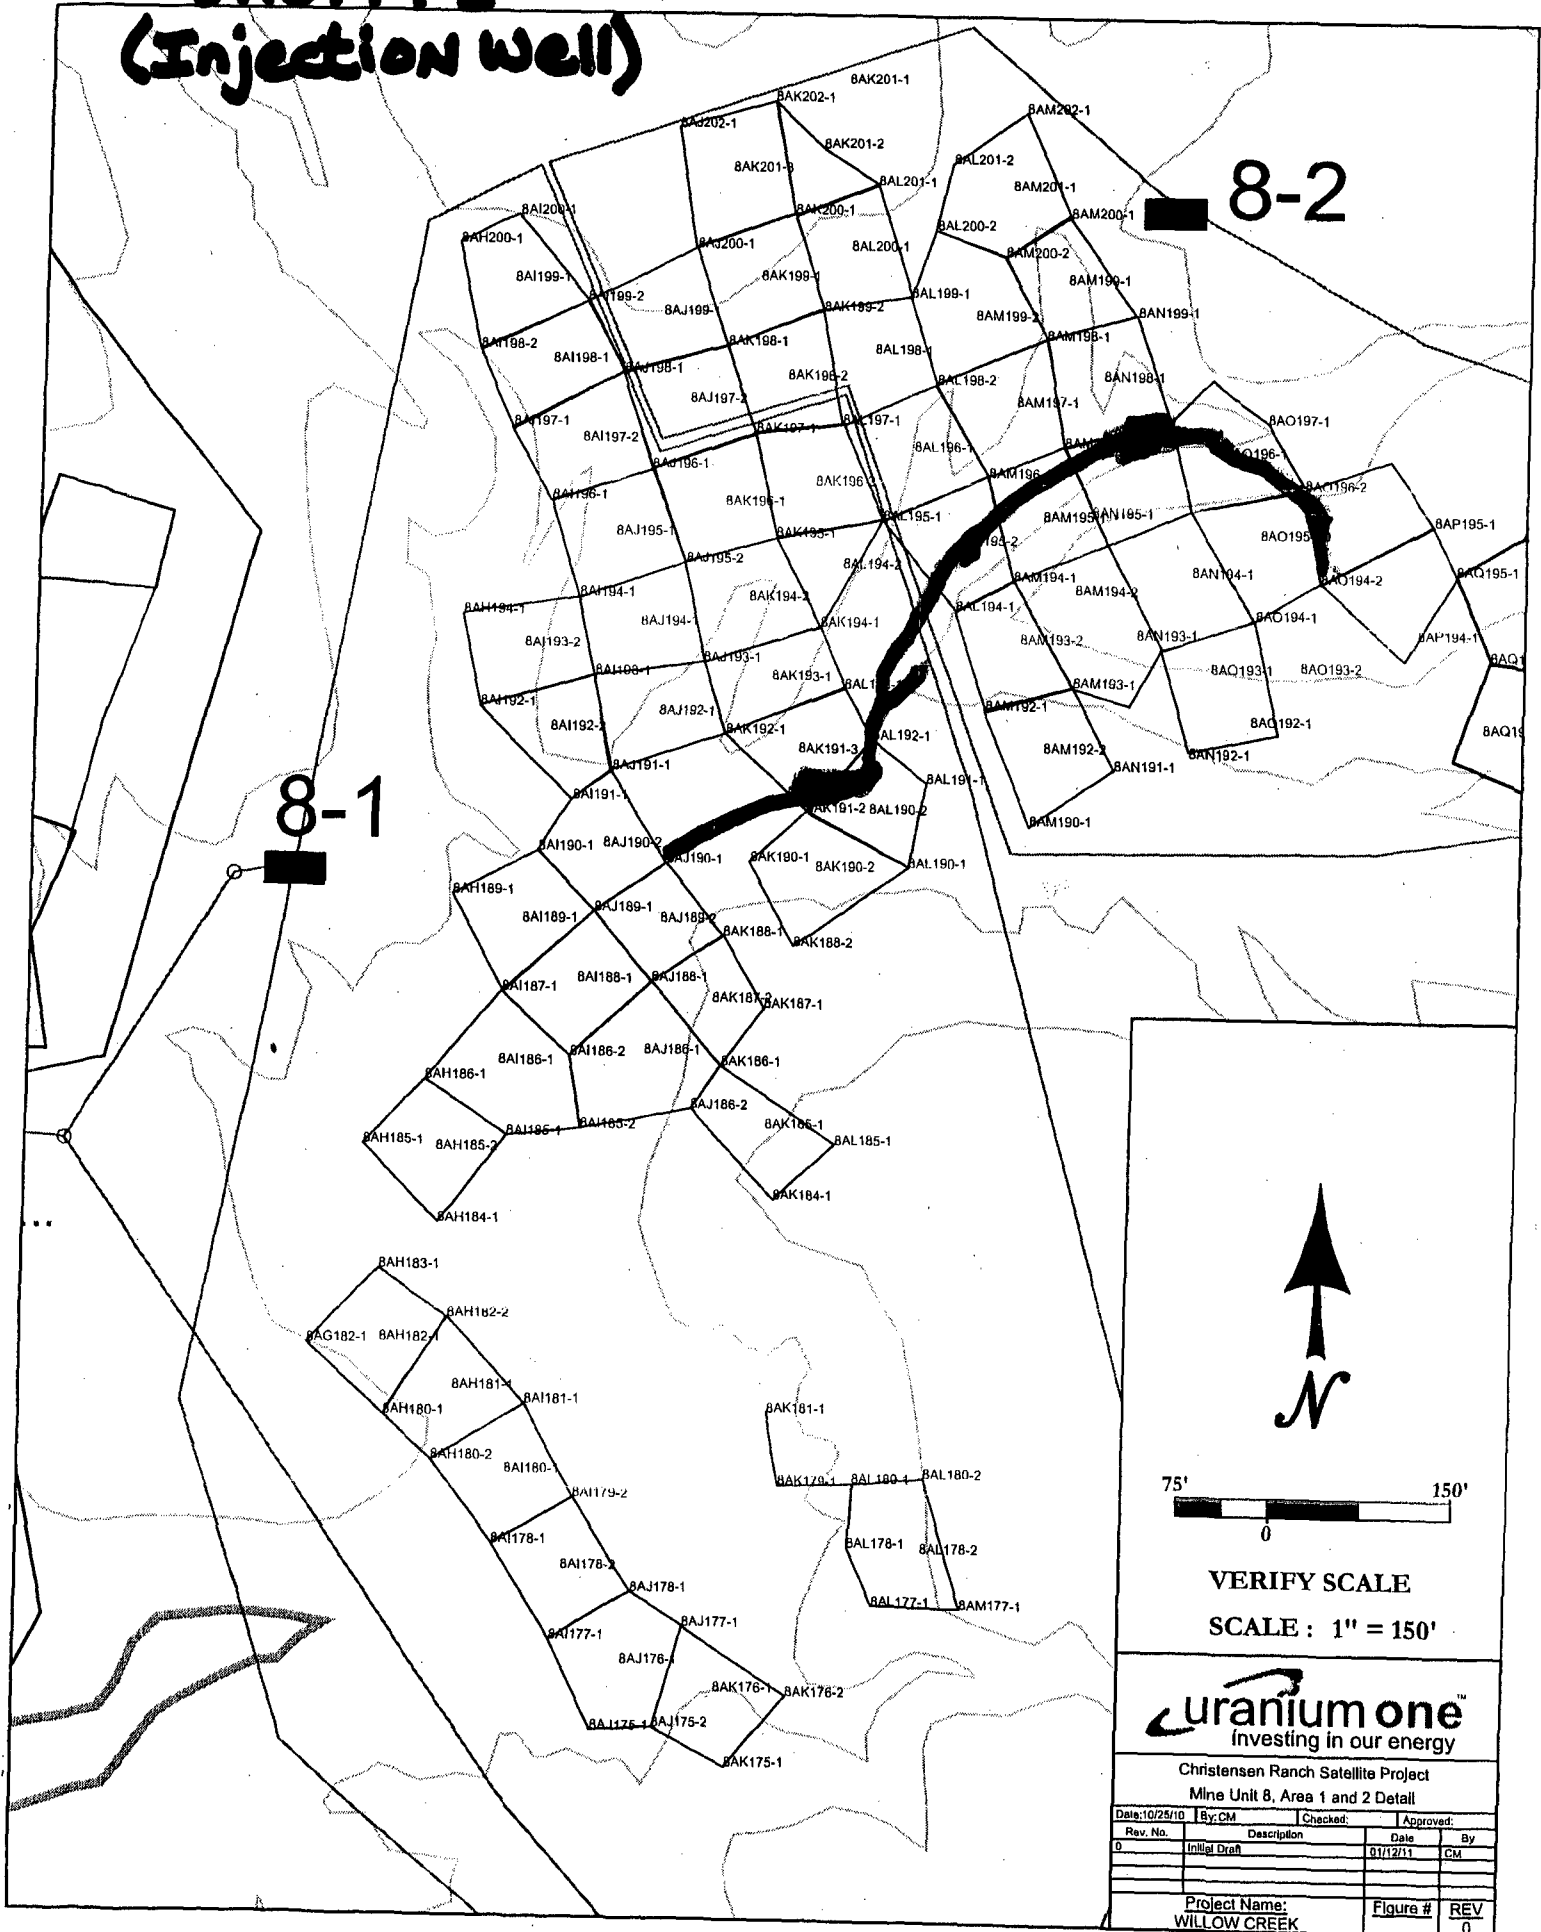 (Injection Well)
8AK201-1
8AK202-1
8AM202-1
8AJ202-1
8AK201-2
8AL201-2
8AK201-3
8AL201-1
8AM201-1
8-2
8AI200-1
8AK200-1
8AM200-1
8AH200-1
8AJ200-1
8AL200-1
8AL200-2
8AM200-2
8AI199-1
8AK199-1
8AM199-1
8AI199-2
8AJ199-1
8AK199-2
8AL199-1
8AM199-2
8AN199-1
8AI198-2
8AI198-1
8AJ198-1
8AK198-1
8AL198-1
8AM198-1
8AK198-2
8AL198-2
8AN198-1
8AJ197-2
8AM197-1
8AI197-1
8AI197-2
8AK197-1
8AL197-1
8AO197-1
8AJ196-1
8AL196-1
8AO196-1
8AI196-1
8AK196-1
8AK196-2
8AM196
8AO196-2
8AJ195-1
8AK195-1
8AL195-1
8AM195-1
8AN195-1
8AO195
8AP195-1
8AJ195-2
8AL194-2
195-2
8AM194-1
8AN194-1
8AO194-2
8AQ195-1
8AH194-1
8AI194-1
8AK194-2
8AL194-1
8AM194-2
8AJ194-1
8AK194-1
8AO194-1
8AI193-2
8AM193-2
8AN193-1
8AP194-1
8AI193-1
8AJ193-1
8AK193-1
8AM193-1
8AO193-1
8AO193-2
8AI192-1
8AI192-2
8AJ192-1
8AK192-1
8AM192-1
8AO192-1
8AK191-3
8AL192-1
8AM192-2
8AN192-1
8AJ191-1
8AL191-1
8AN191-1
8-1
8AI191-1
8AK191-2
8AL190-2
8AM190-1
8AI190-1
8AJ190-2
8AJ190-1
8AK190-1
8AK190-2
8AL190-1
8AH189-1
8AI189-1
8AJ189-1
8AJ189-2
8AK188-1
8AK188-2
8AI187-1
8AI188-1
8AJ188-1
8AK187-2
8AK187-1
8AI186-1
8AI186-2
8AJ186-1
8AK186-1
8AH186-1
8AJ186-2
8AH185-1
8AH185-2
8AI185-1
8AI185-2
8AK185-1
8AL185-1
8AK184-1
8AH184-1
8AH183-1
8AH182-2
8AG182-1
8AH182-1
8AH181-1
8AI181-1
8AH180-1
8AK181-1
8AH180-2
8AI180-1
8AK179-1
8AL180-1
8AL180-2
8AI179-2
8AI178-1
8AL178-1
8AL178-2
8AI178-2
8AJ178-1
8AL177-1
8AM177-1
8AI177-1
8AJ177-1
8AJ176-1
8AK176-1
8AK176-2
8AJ175-1
8AJ175-2
8AK175-1
N
75'
150'
0
VERIFY SCALE
SCALE : 1" = 150'
uranium one™
investing in our energy
Christensen Ranch Satellite Project
Mine Unit 8, Area 1 and 2 Detail
Date:10/25/10 By:CM Checked: Approved:
Rev. No. Description Date By
0 Initial Draft 01/12/11 CM
Project Name: Figure # REV
WILLOW CREEK 0